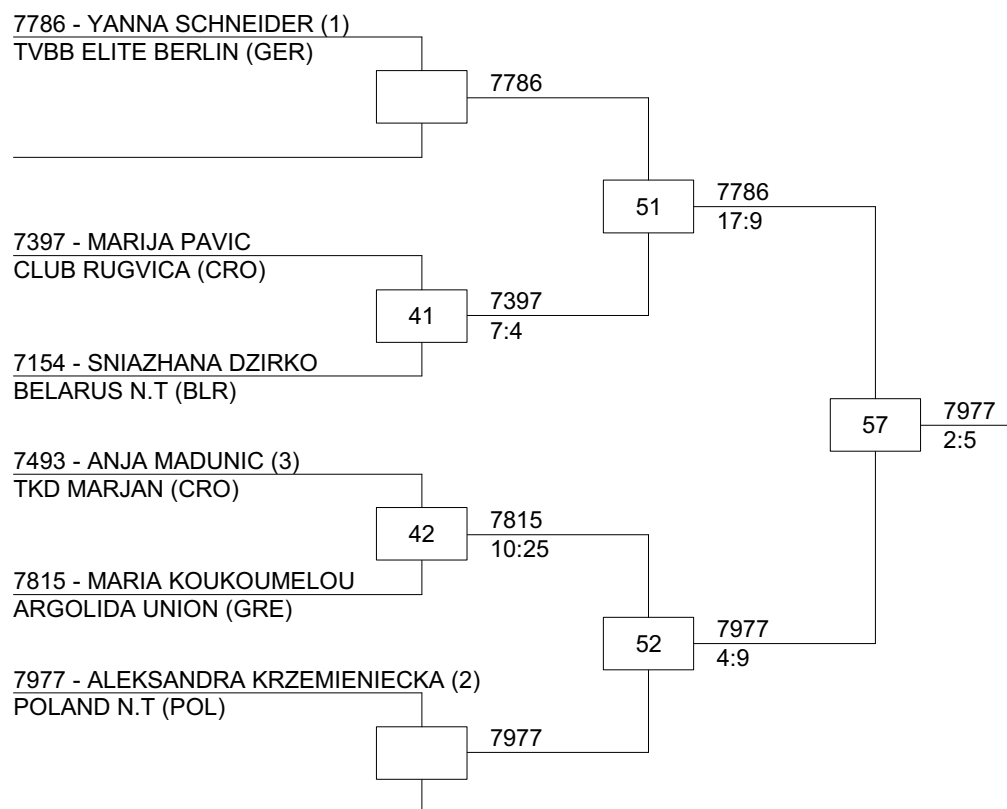 7786 - YANNA SCHNEIDER (1)
TVBB ELITE BERLIN (GER)
7786
51
7786
17:9
7397 - MARIJA PAVIC
CLUB RUGVICA (CRO)
41
7397
7:4
7154 - SNIAZHANA DZIRKO
BELARUS N.T (BLR)
57
7977
2:5
7493 - ANJA MADUNIC (3)
TKD MARJAN (CRO)
42
7815
10:25
7815 - MARIA KOUKOUMELOU
ARGOLIDA UNION (GRE)
52
7977
4:9
7977 - ALEKSANDRA KRZEMIENIECKA (2)
POLAND N.T (POL)
7977